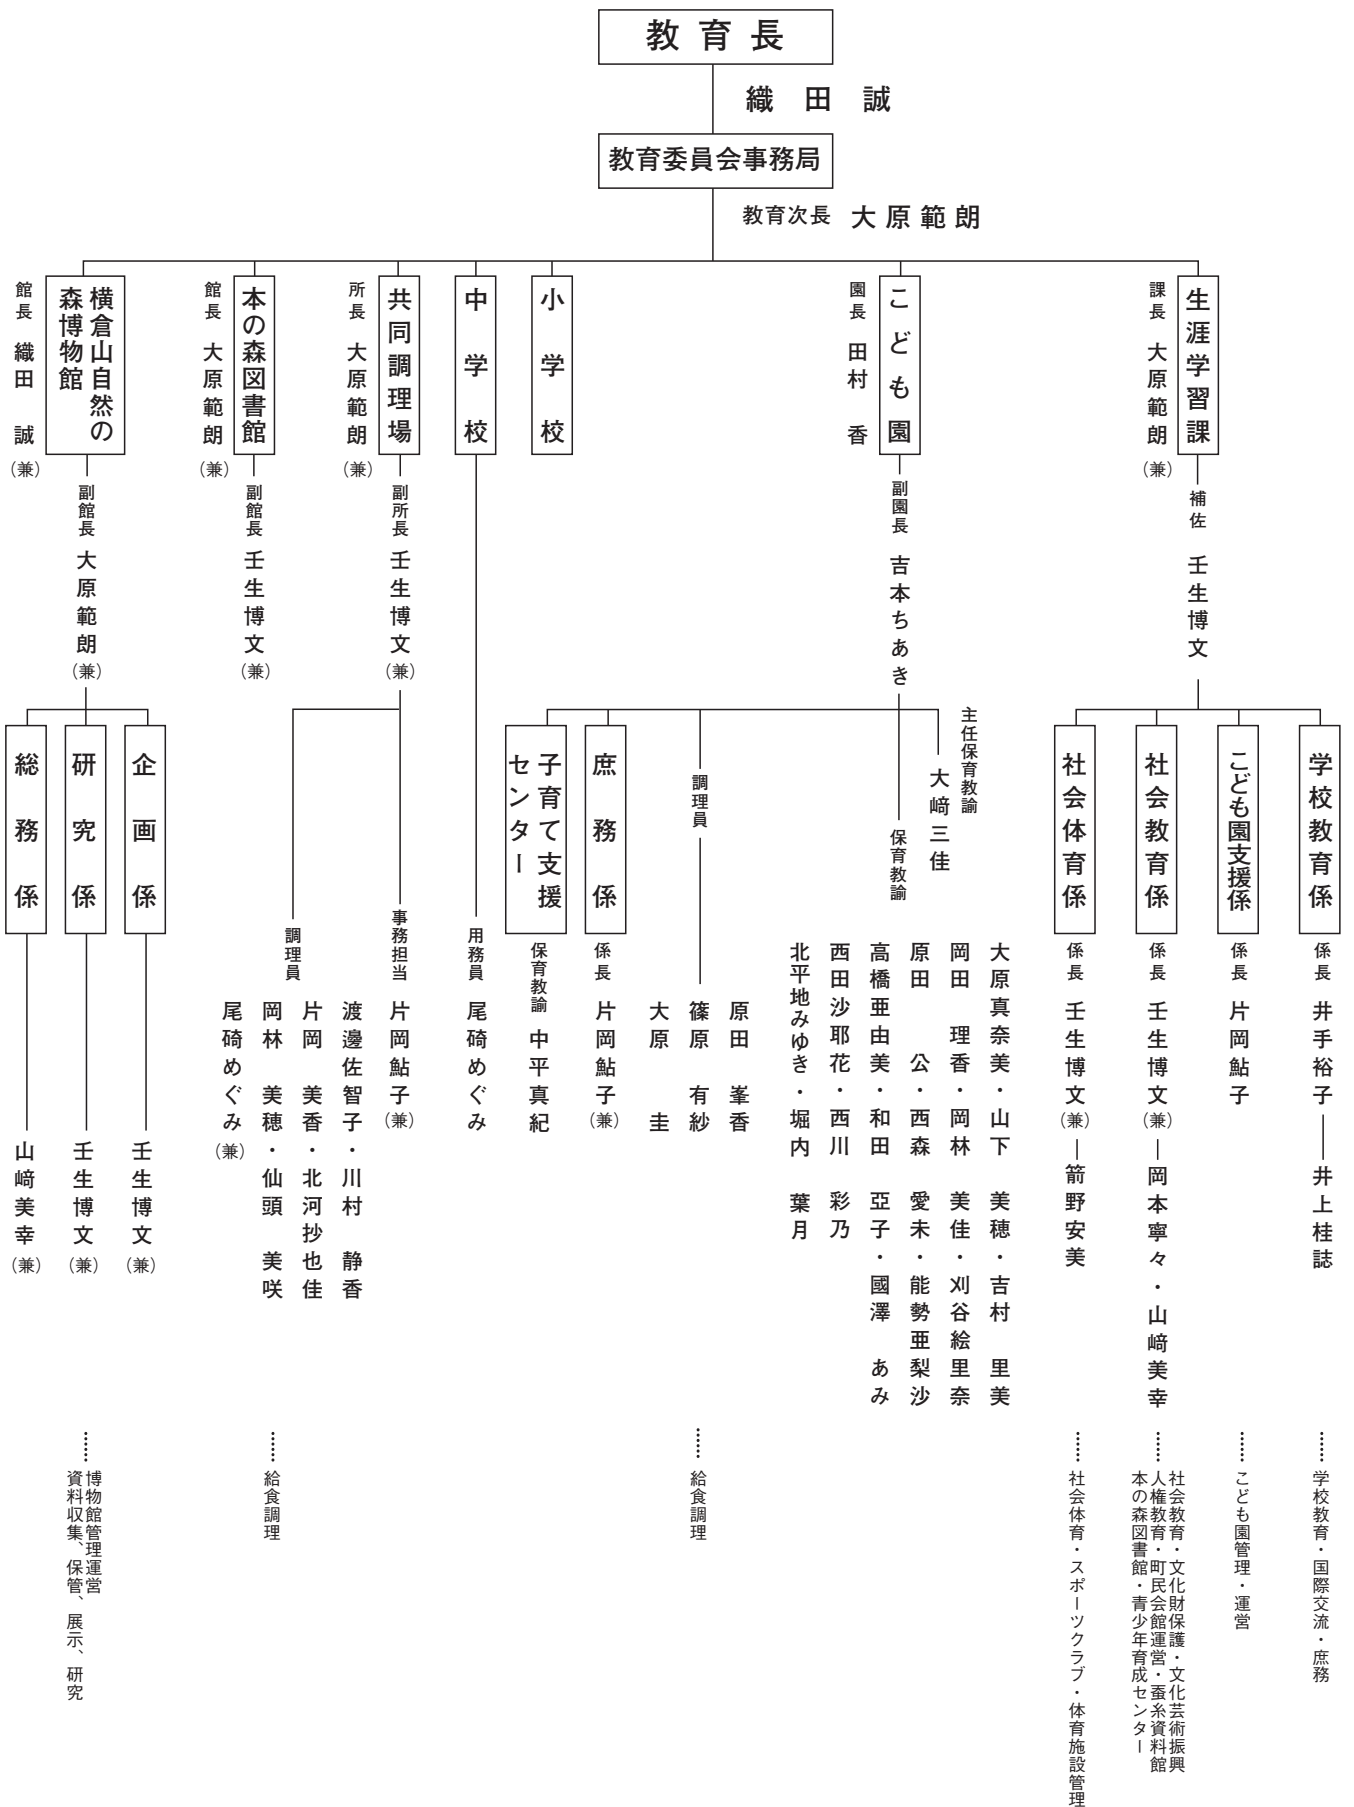 教育長
織田誠
教育委員会事務局
教育次長 大原範朗
生涯学習課
課長 大原範朗(兼)
補佐 壬生博文
学校教育係
係長 井手裕子
井上桂誌
学校教育・国際交流・庶務
こども園支援係
係長 片岡鮎子
こども園管理・運営
社会教育係
係長 壬生博文(兼)
岡本寧々・山﨑美幸
社会教育・文化財保護・文化芸術振興
人権教育・町民会館運営・蚕糸資料館
本の森図書館・青少年育成センター
社会体育係
係長 壬生博文(兼)
箭野安美
社会体育・スポーツクラブ・体育施設管理
こども園
園長 田村 香
副園長 吉本ちあき
主任保育教諭
大﨑三佳
保育教諭
大原真奈美・山下 美穂・吉村 里美
岡田 理香・岡林 美佳・刈谷絵里奈
原田 公・西森 愛未・能勢亜梨沙
高橋亜由美・和田 亞子・國澤 あみ
西田沙耶花・西川 彩乃
北平地みゆき・堀内 葉月
調理員
原田 峯香
篠原 有紗
大原 圭
給食調理
庶務係
係長 片岡鮎子(兼)
子育て支援
センター
保育教諭 中平真紀
小学校
中学校
用務員 尾碕めぐみ
共同調理場
所長 大原範朗(兼)
副所長 壬生博文(兼)
事務担当 片岡鮎子(兼)
調理員
渡邊佐智子・川村 静香
片岡 美香・北河抄也佳
岡林 美穂・仙頭 美咲
尾碕めぐみ(兼)
給食調理
本の森図書館
館長 大原範朗(兼)
副館長 壬生博文(兼)
横倉山自然の
森博物館
館長 織田 誠(兼)
副館長 大原範朗(兼)
企画係
壬生博文(兼)
研究係
壬生博文(兼)
総務係
山﨑美幸(兼)
博物館管理運営
資料収集、保管、展示、研究